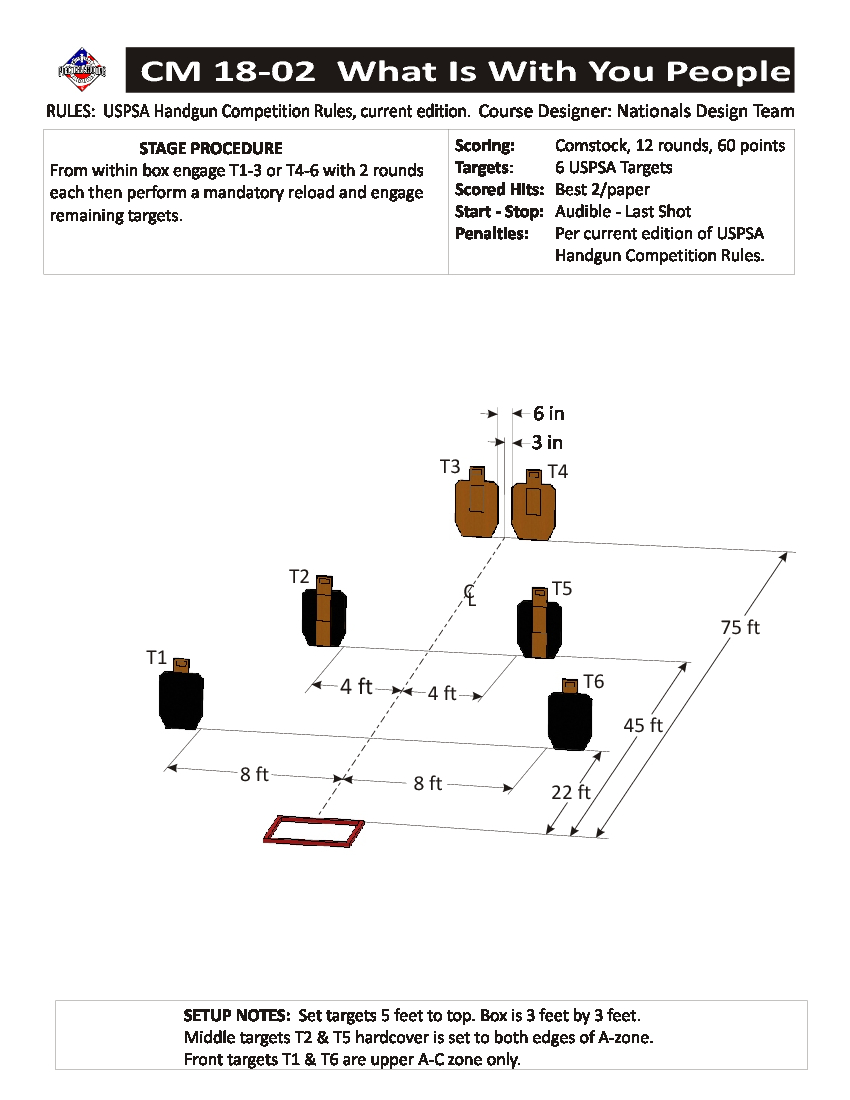 CM 18-02 What Is With You People
RULES: USPSA Handgun Competition Rules, current edition. Course Designer: Nationals Design Team
STAGE PROCEDURE
From within box engage T1-3 or T4-6 with 2 rounds
each then perform a mandatory reload and engage
remaining targets.
Scoring: Comstock, 12 rounds, 60 points
Targets: 6 USPSA Targets
Scored Hits: Best 2/paper
Start - Stop: Audible - Last Shot
Penalties: Per current edition of USPSA
Handgun Competition Rules.
6 in
3 in
T3
T4
T2
CL
T5
75 ft
T1
4 ft
4 ft
T6
45 ft
8 ft
8 ft
22 ft
SETUP NOTES: Set targets 5 feet to top. Box is 3 feet by 3 feet.
Middle targets T2 & T5 hardcover is set to both edges of A-zone.
Front targets T1 & T6 are upper A-C zone only.